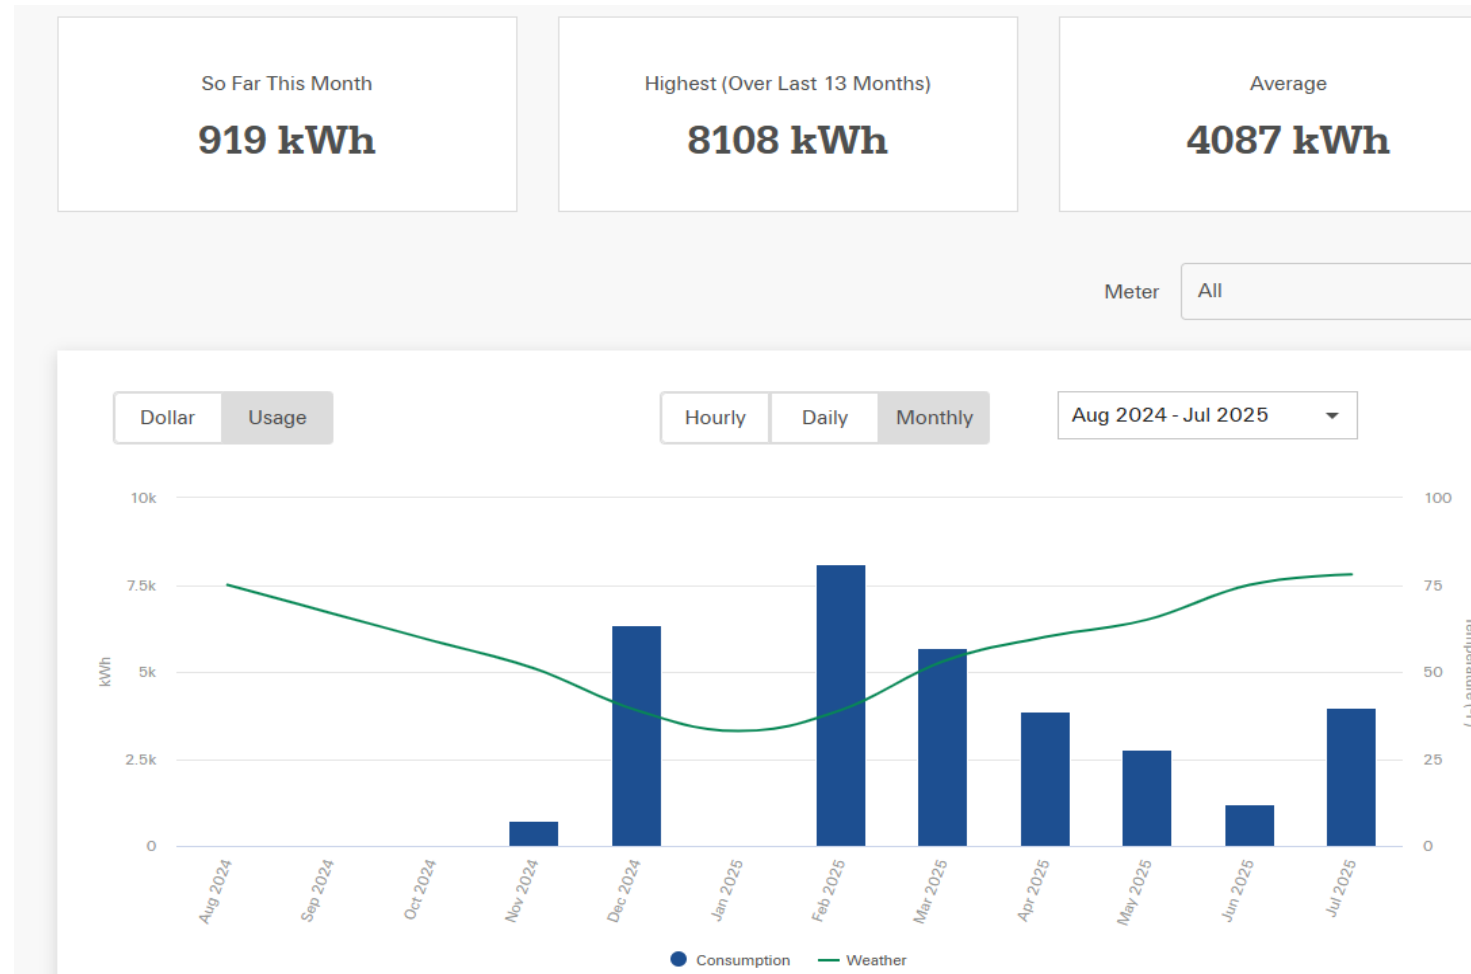 So Far This Month
919 kWh
Highest (Over Last 13 Months)
8108 kWh
Average
4087 kWh
Meter
All
Dollar
Usage
Hourly
Daily
Monthly
Aug 2024 - Jul 2025
10k
7.5k
5k
2.5k
0
kWh
100
75
50
25
0
Aug 2024
Sep 2024
Oct 2024
Nov 2024
Dec 2024
Jan 2025
Feb 2025
Mar 2025
Apr 2025
May 2025
Jun 2025
Jul 2025
Consumption
Weather